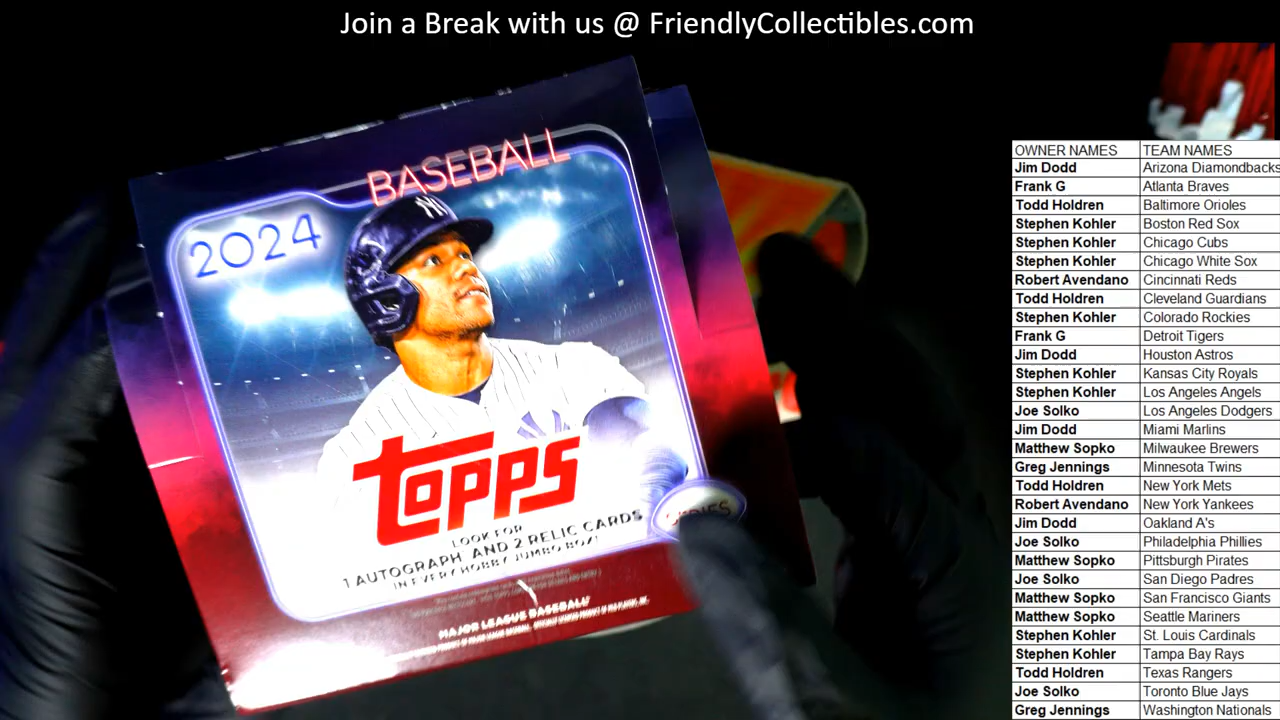 Join a Break with us @ FriendlyCollectibles.com
BASEBALL
2024
TOPPS
SERIES
LOOK FOR
1 AUTOGRAPH AND 2 RELIC CARDS
IN EVERY HOBBY JUMBO BOX!
MAJOR LEAGUE BASEBALL
OWNER NAMES TEAM NAMES
Jim Dodd Arizona Diamondbacks
Frank G Atlanta Braves
Todd Holdren Baltimore Orioles
Stephen Kohler Boston Red Sox
Stephen Kohler Chicago Cubs
Stephen Kohler Chicago White Sox
Robert Avendano Cincinnati Reds
Todd Holdren Cleveland Guardians
Stephen Kohler Colorado Rockies
Frank G Detroit Tigers
Jim Dodd Houston Astros
Stephen Kohler Kansas City Royals
Stephen Kohler Los Angeles Angels
Joe Solko Los Angeles Dodgers
Jim Dodd Miami Marlins
Matthew Sopko Milwaukee Brewers
Greg Jennings Minnesota Twins
Todd Holdren New York Mets
Robert Avendano New York Yankees
Jim Dodd Oakland A's
Joe Solko Philadelphia Phillies
Matthew Sopko Pittsburgh Pirates
Joe Solko San Diego Padres
Matthew Sopko San Francisco Giants
Matthew Sopko Seattle Mariners
Stephen Kohler St. Louis Cardinals
Stephen Kohler Tampa Bay Rays
Todd Holdren Texas Rangers
Joe Solko Toronto Blue Jays
Greg Jennings Washington Nationals